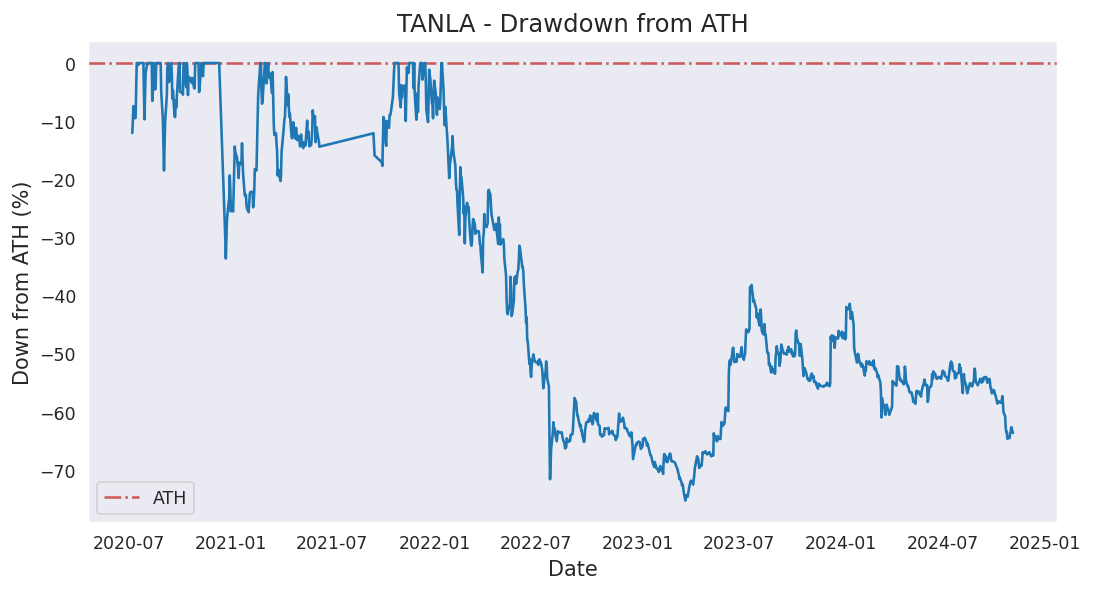 TANLA - Drawdown from ATH
Down from ATH (%)
0
−10
−20
−30
−40
−50
−60
−70
ATH
2020-07 2021-01 2021-07 2022-01 2022-07 2023-01 2023-07 2024-01 2024-07 2025-01
Date